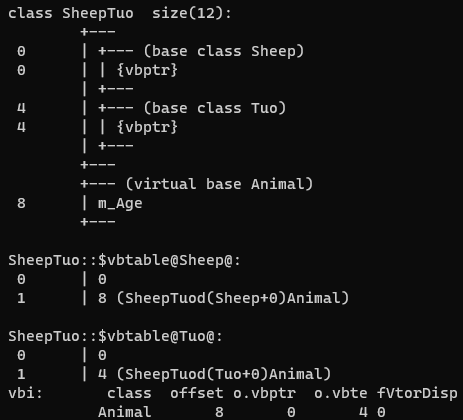 class SheepTuo  size(12):
        +---
 0      | +--- (base class Sheep)
 0      | | {vbptr}
        | +---
 4      | +--- (base class Tuo)
 4      | | {vbptr}
        | +---
        +---
        +--- (virtual base Animal)
 8      | m_Age
        +---
SheepTuo::$vbtable@Sheep@:
 0      | 0
 1      | 8 (SheepTuod(Sheep+0)Animal)
SheepTuo::$vbtable@Tuo@:
 0      | 0
 1      | 4 (SheepTuod(Tuo+0)Animal)
vbi:       class  offset o.vbptr  o.vbte fVtorDisp
          Animal       8       0       4 0